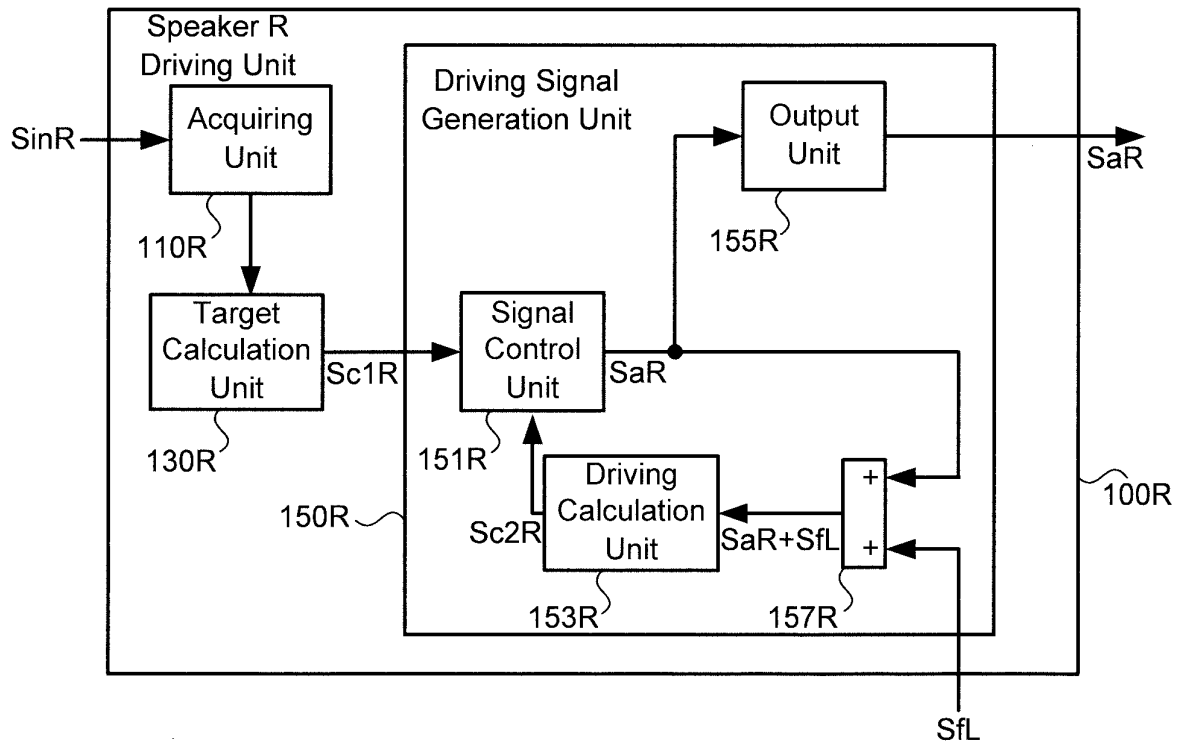 Speaker R
Driving Unit
Acquiring
Unit
SinR
110R
Target
Calculation
Unit
Sc1R
130R
Driving Signal
Generation Unit
Output
Unit
SaR
155R
Signal
Control
Unit
SaR
151R
Driving
Calculation
Unit
Sc2R
SaR+SfL
+
+
153R
157R
150R
100R
SfL